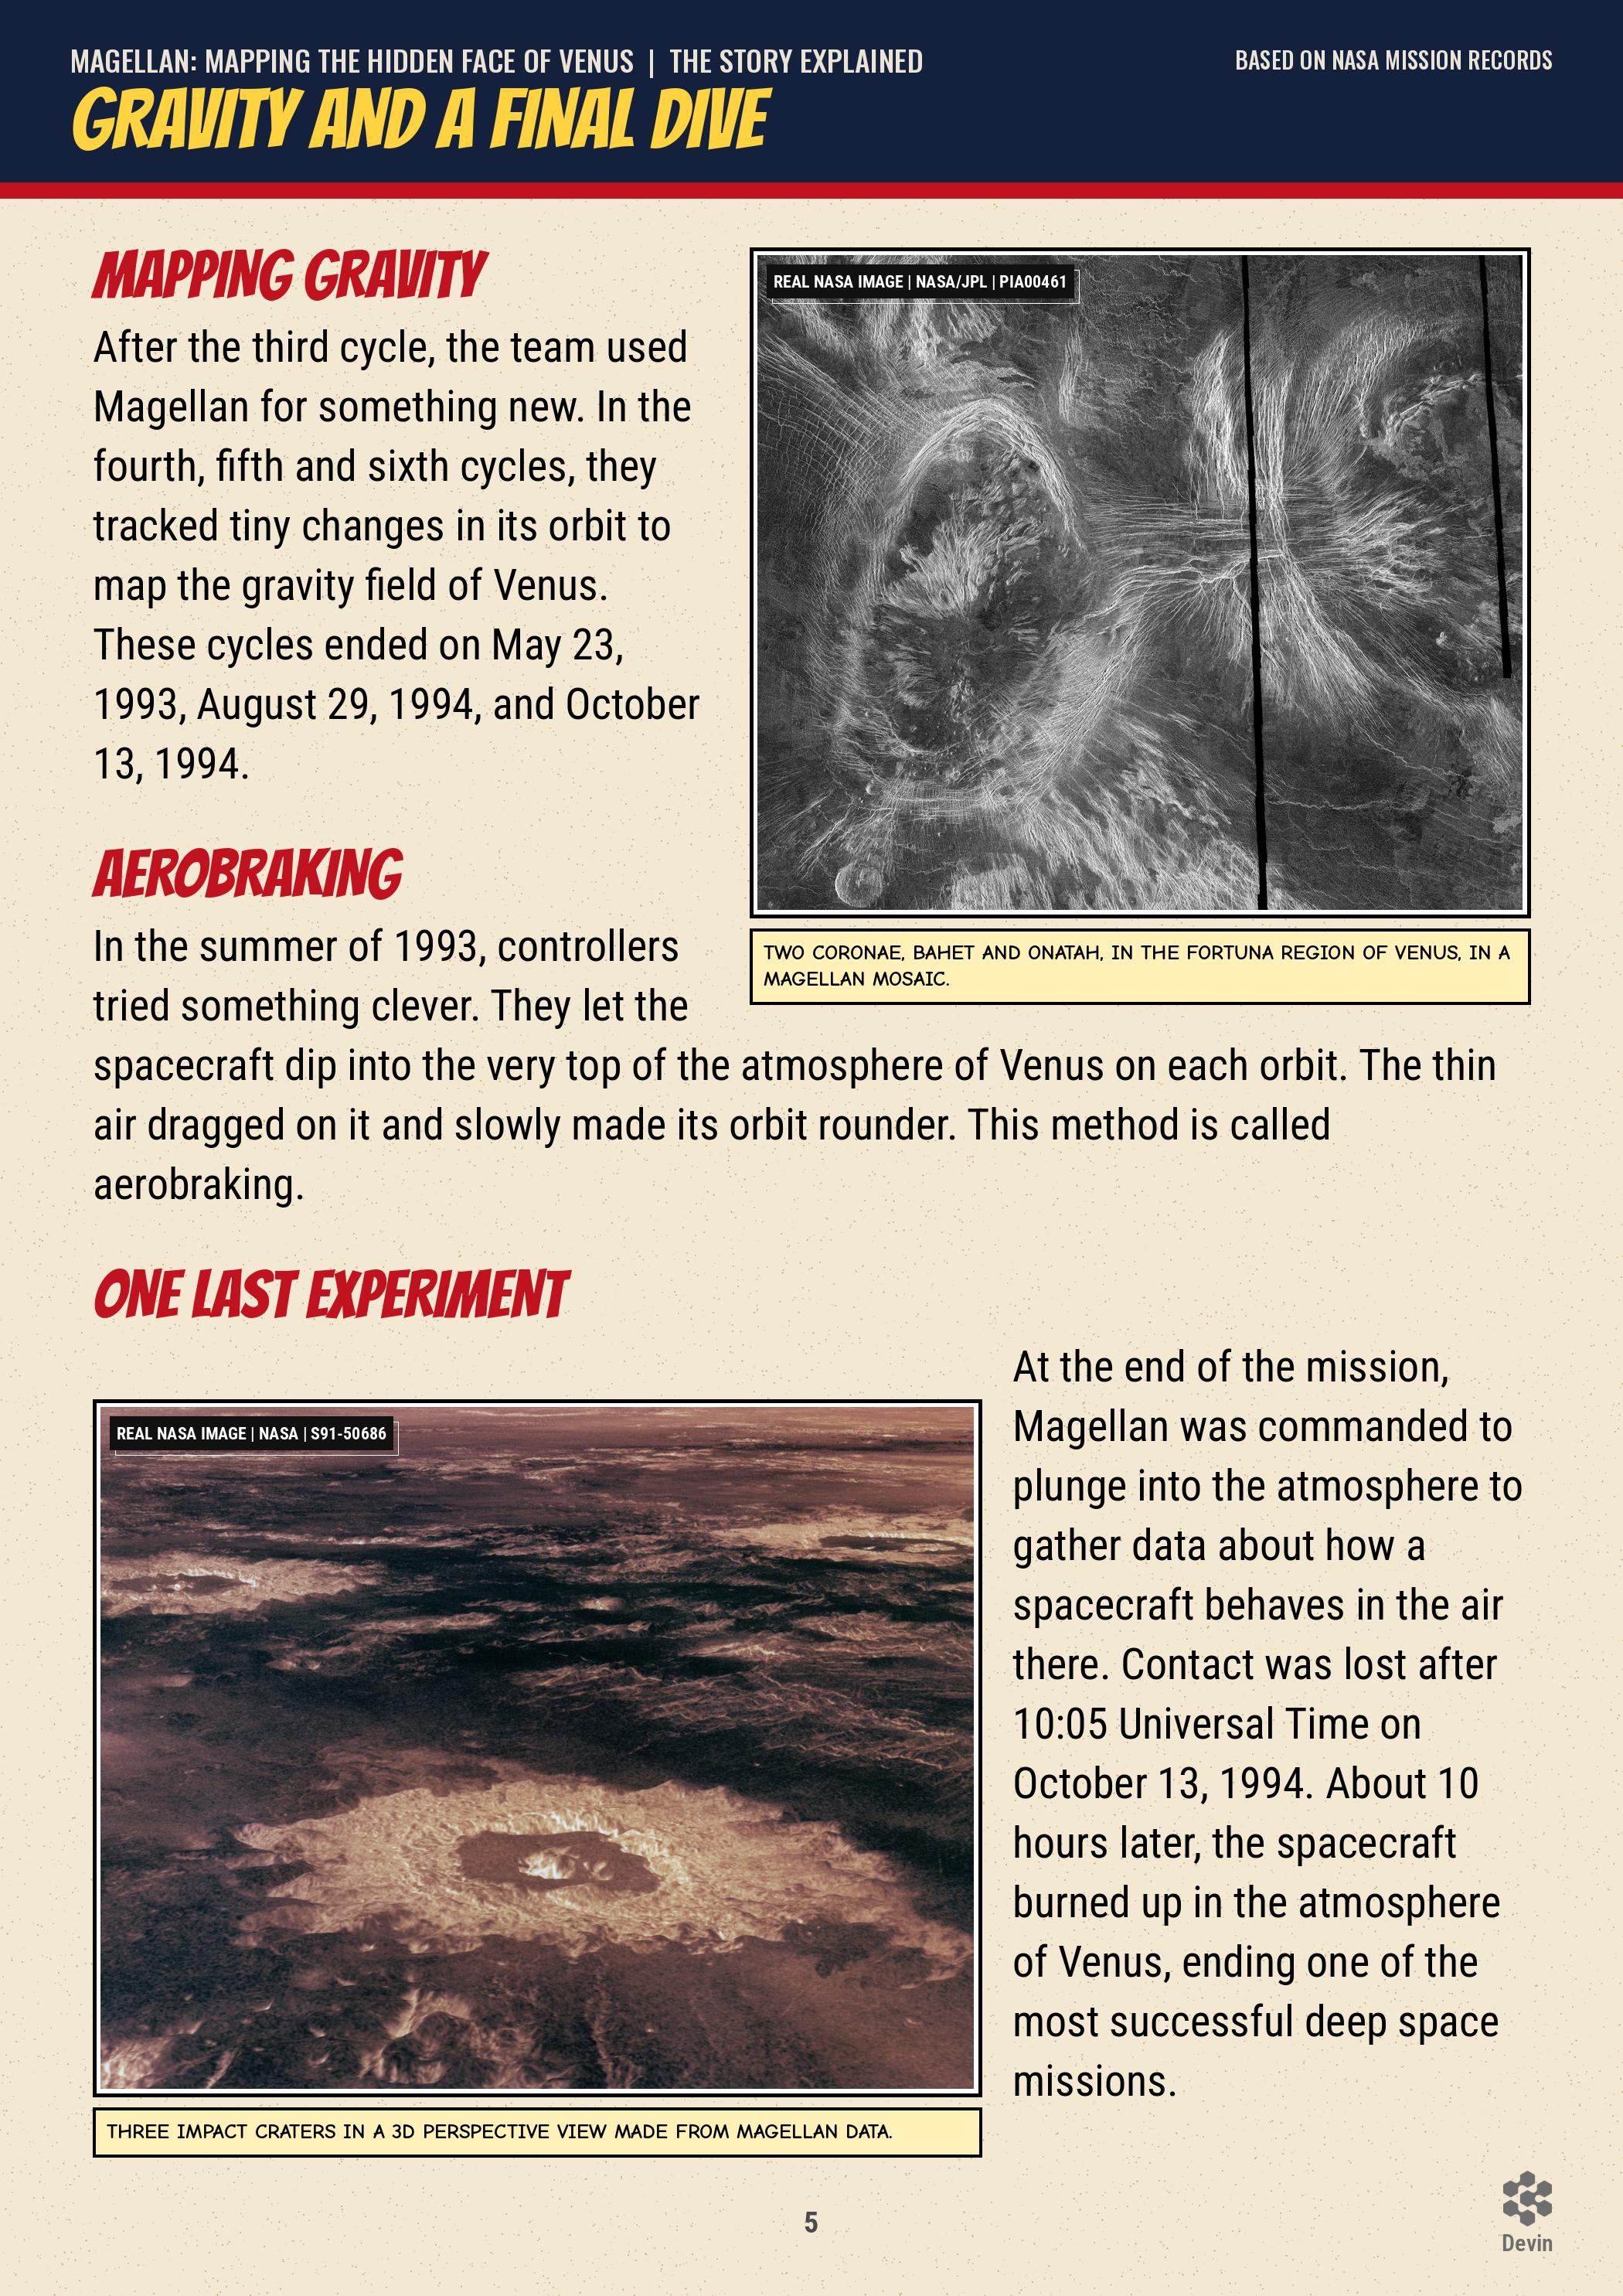 MAGELLAN: MAPPING THE HIDDEN FACE OF VENUS | THE STORY EXPLAINED
BASED ON NASA MISSION RECORDS
GRAVITY AND A FINAL DIVE
MAPPING GRAVITY
After the third cycle, the team used
Magellan for something new. In the
fourth, fifth and sixth cycles, they
tracked tiny changes in its orbit to
map the gravity field of Venus.
These cycles ended on May 23,
1993, August 29, 1994, and October
13, 1994.
REAL NASA IMAGE | NASA/JPL | PIA00461
TWO CORONAE, BAHET AND ONATAH, IN THE FORTUNA REGION OF VENUS, IN A
MAGELLAN MOSAIC.
AEROBRAKING
In the summer of 1993, controllers
tried something clever. They let the
spacecraft dip into the very top of the atmosphere of Venus on each orbit. The thin
air dragged on it and slowly made its orbit rounder. This method is called
aerobraking.
ONE LAST EXPERIMENT
REAL NASA IMAGE | NASA | S91-50686
THREE IMPACT CRATERS IN A 3D PERSPECTIVE VIEW MADE FROM MAGELLAN DATA.
At the end of the mission,
Magellan was commanded to
plunge into the atmosphere to
gather data about how a
spacecraft behaves in the air
there. Contact was lost after
10:05 Universal Time on
October 13, 1994. About 10
hours later, the spacecraft
burned up in the atmosphere
of Venus, ending one of the
most successful deep space
missions.
5
Devin